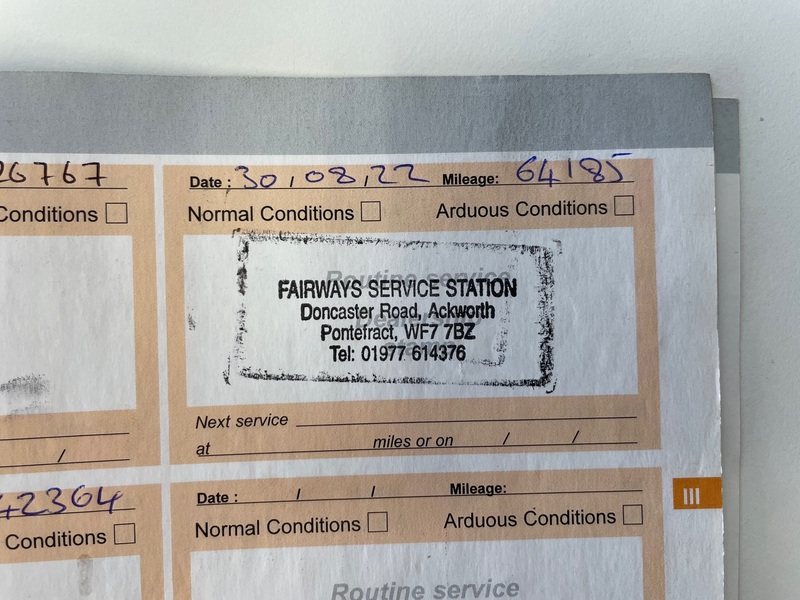 26767
Date : 30 / 08 / 22 Mileage: 64185
Conditions
Normal Conditions Arduous Conditions
Routine service
FAIRWAYS SERVICE STATION
Doncaster Road, Ackworth
Pontefract, WF7 7BZ
Tel: 01977 614376
Next service
at miles or on / /
/
42364
Date : / / Mileage:
Conditions
Normal Conditions Arduous Conditions
III
Routine service